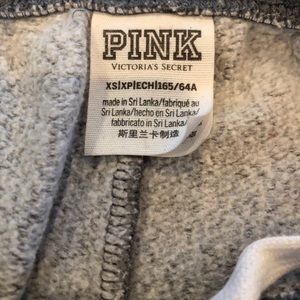 PINK
VICTORIA'S SECRET
XS|XP|ECH|165/64A
made in Sri Lanka/fabriqué au
Sri Lanka/hecho en Sri Lanka/
fabbricato in Sri Lanka/
斯里兰卡制造